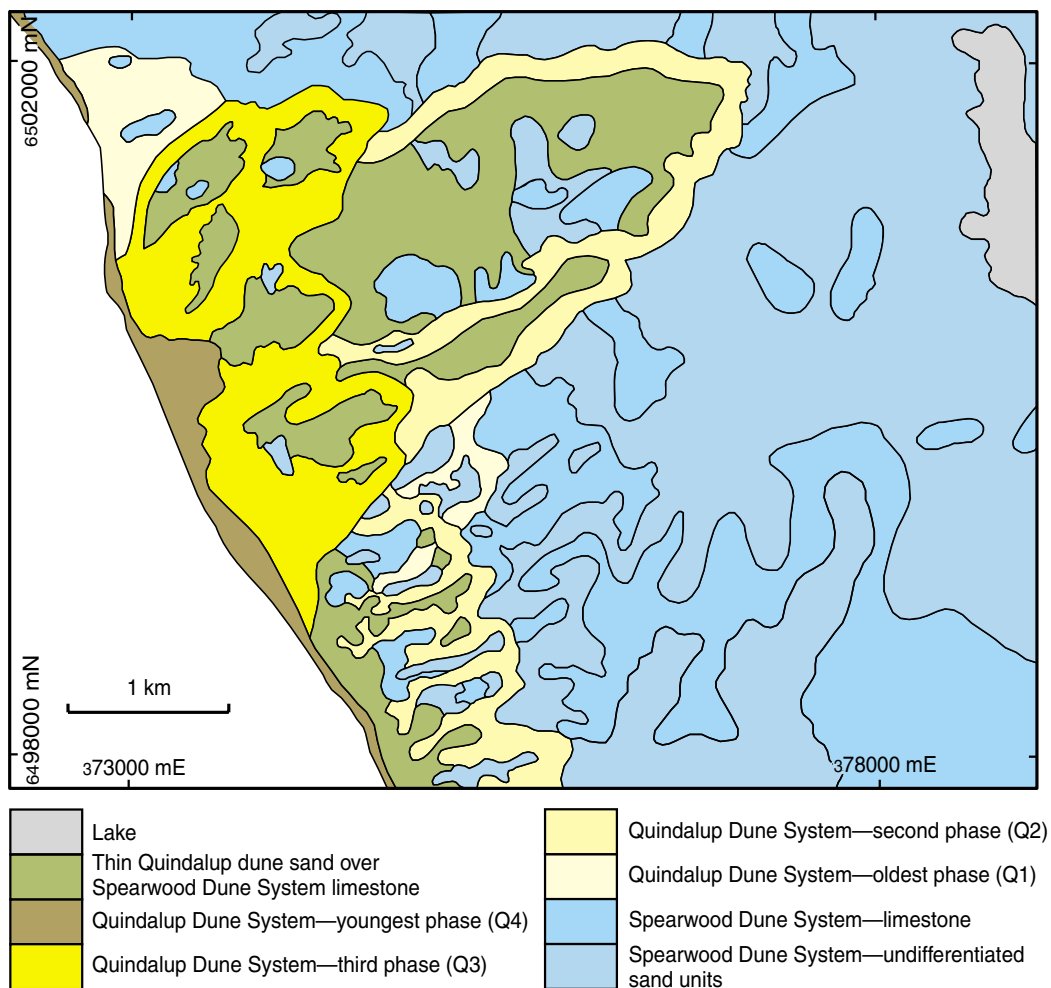 6502000 mN
6498000 mN
1 km
373000 mE
378000 mE
Lake
Thin Quindalup dune sand over
Spearwood Dune System limestone
Quindalup Dune System—youngest phase (Q4)
Quindalup Dune System—third phase (Q3)
Quindalup Dune System—second phase (Q2)
Quindalup Dune System—oldest phase (Q1)
Spearwood Dune System—limestone
Spearwood Dune System—undifferentiated
sand units